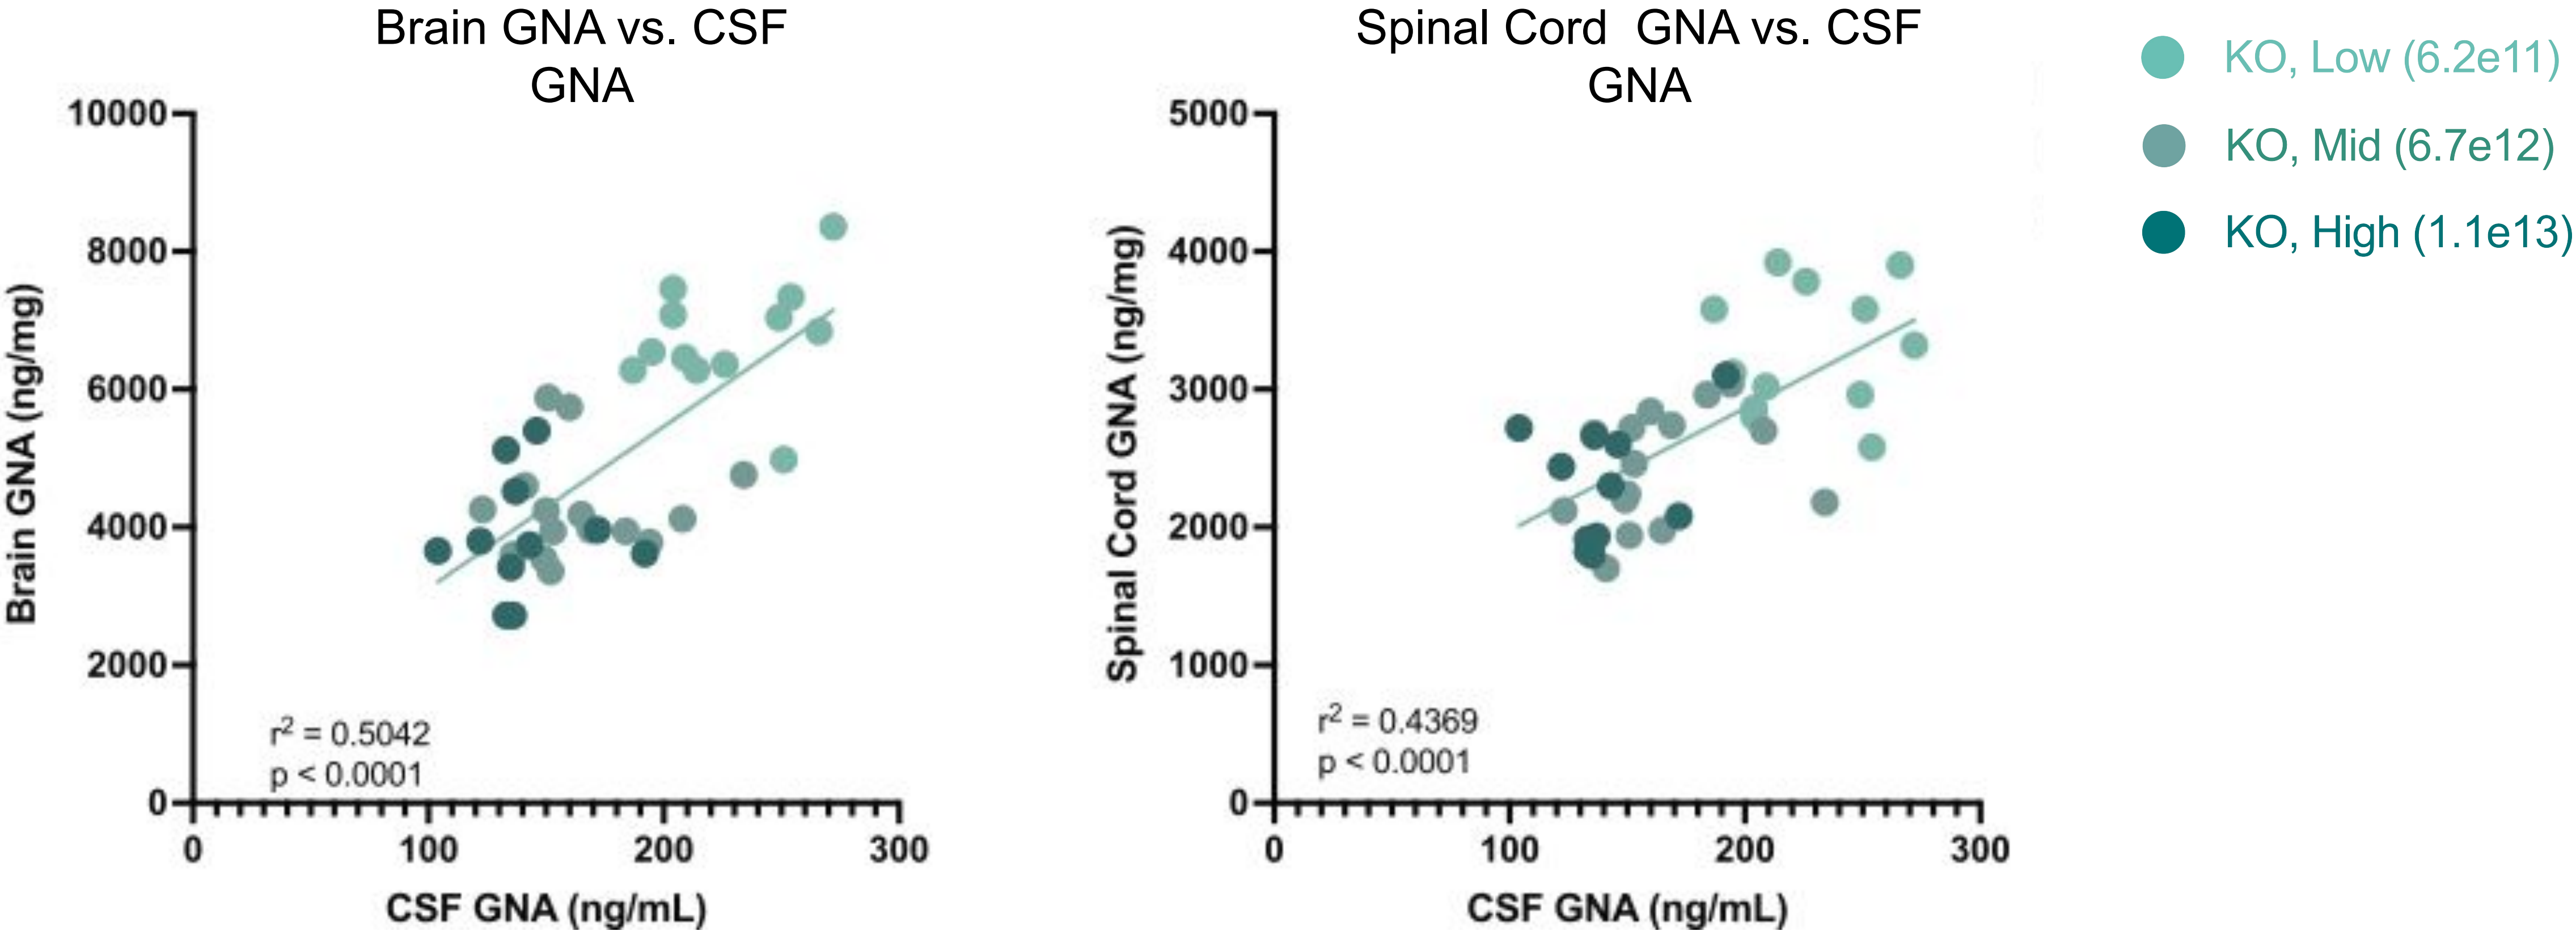 Brain GNA vs. CSF
GNA
10000
8000
6000
4000
2000
0
Brain GNA (ng/mg)
r² = 0.5042
p < 0.0001
0 100 200 300
CSF GNA (ng/mL)
Spinal Cord GNA vs. CSF
GNA
5000
4000
3000
2000
1000
0
Spinal Cord GNA (ng/mg)
r² = 0.4369
p < 0.0001
0 100 200 300
CSF GNA (ng/mL)
KO, Low (6.2e11)
KO, Mid (6.7e12)
KO, High (1.1e13)